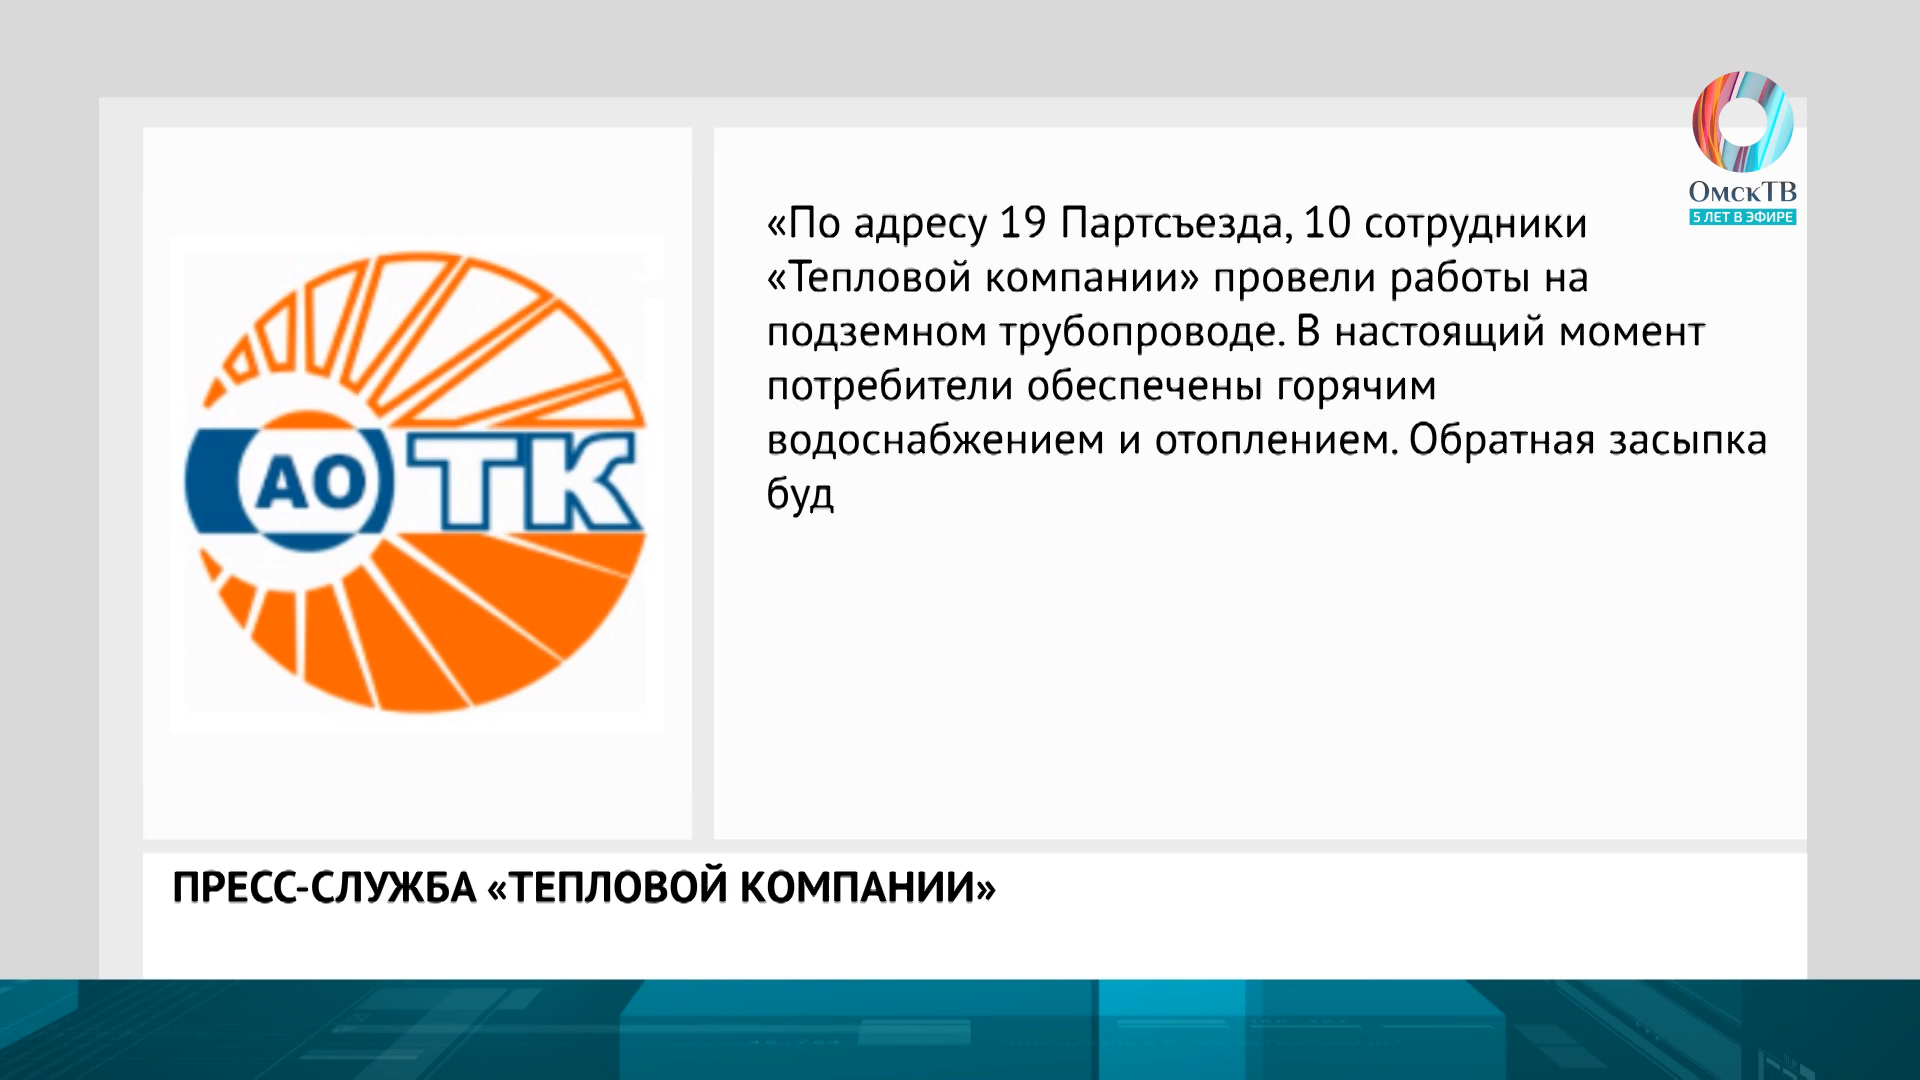 ОмскТВ
5 ЛЕТ В ЭФИРЕ
«По адресу 19 Партсъезда, 10 сотрудники
«Тепловой компании» провели работы на
подземном трубопроводе. В настоящий момент
потребители обеспечены горячим
водоснабжением и отоплением. Обратная засыпка
буд
АО ТК
ПРЕСС-СЛУЖБА «ТЕПЛОВОЙ КОМПАНИИ»